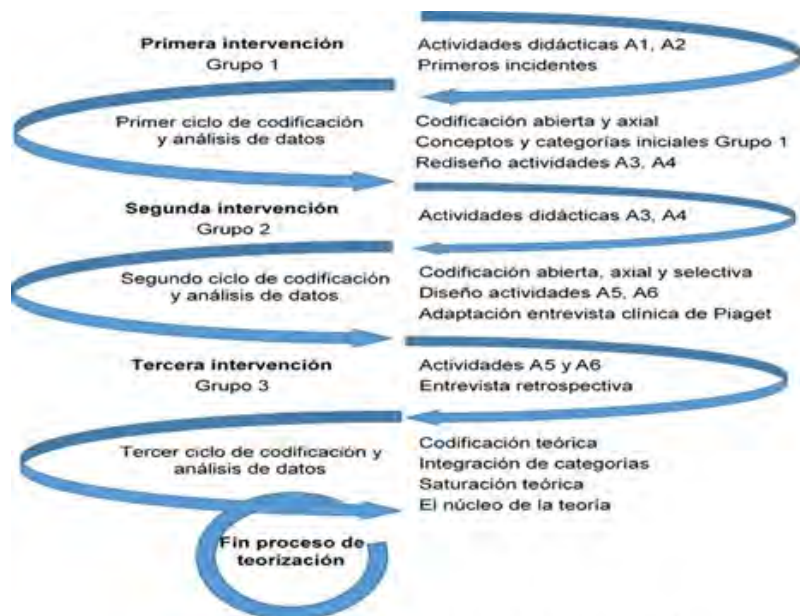 Primera intervención
Grupo 1
Actividades didácticas A1, A2
Primeros incidentes
Primer ciclo de codificación
y análisis de datos
Codificación abierta y axial
Conceptos y categorías iniciales Grupo 1
Rediseño actividades A3, A4
Segunda intervención
Grupo 2
Actividades didácticas A3, A4
Segundo ciclo de codificación
y análisis de datos
Codificación abierta, axial y selectiva
Diseño actividades A5, A6
Adaptación entrevista clínica de Piaget
Tercera intervención
Grupo 3
Actividades A5 y A6
Entrevista retrospectiva
Tercer ciclo de codificación y
análisis de datos
Codificación teórica
Integración de categorías
Saturación teórica
El núcleo de la teoría
Fin proceso de
teorización